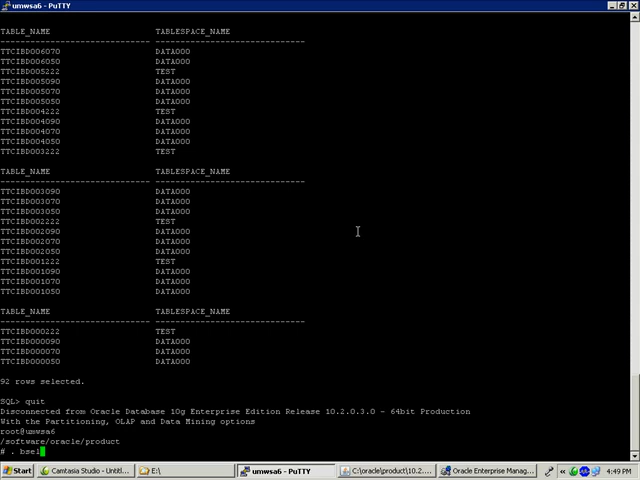 umwsa6 - PuTTY
TABLE_NAME TABLESPACE_NAME
------------------------------ ------------------------------
TTCIBD006070 DATA000
TTCIBD006050 DATA000
TTCIBD005222 TEST
TTCIBD005090 DATA000
TTCIBD005070 DATA000
TTCIBD005050 DATA000
TTCIBD004222 TEST
TTCIBD004090 DATA000
TTCIBD004070 DATA000
TTCIBD004050 DATA000
TTCIBD003222 TEST
TABLE_NAME TABLESPACE_NAME
------------------------------ ------------------------------
TTCIBD003090 DATA000
TTCIBD003070 DATA000
TTCIBD003050 DATA000
TTCIBD002222 TEST
TTCIBD002090 DATA000
TTCIBD002070 DATA000
TTCIBD002050 DATA000
TTCIBD001222 TEST
TTCIBD001090 DATA000
TTCIBD001070 DATA000
TTCIBD001050 DATA000
TABLE_NAME TABLESPACE_NAME
------------------------------ ------------------------------
TTCIBD000222 TEST
TTCIBD000090 DATA000
TTCIBD000070 DATA000
TTCIBD000050 DATA000
92 rows selected.
SQL> quit
Disconnected from Oracle Database 10g Enterprise Edition Release 10.2.0.3.0 - 64bit Production
With the Partitioning, OLAP and Data Mining options
root@umwsa6
/software/oracle/product
# . bsel
Start Camtasia Studio - Untitl... E:\ umwsa6 - PuTTY C:\oracle\product\10.2... Oracle Enterprise Manag... « 4:49 PM